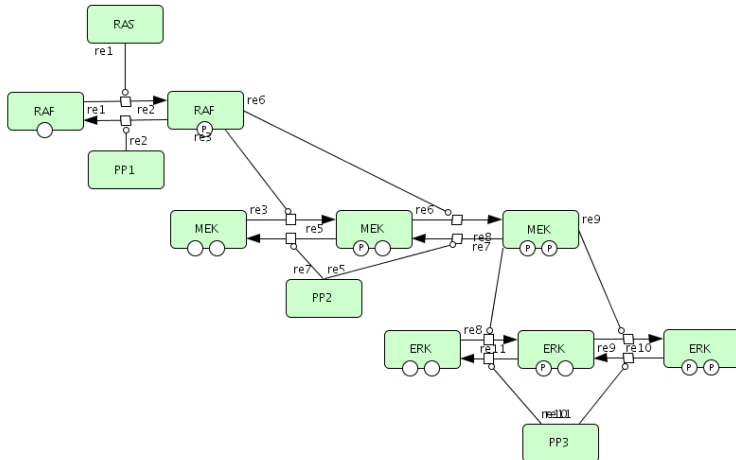 RAS
re1
RAF
re1
re2
RAF
P
re3
re6
re2
PP1
MEK
re3
re5
MEK
P
re6
re8
re7
MEK
P P
re9
re7
re5
PP2
ERK
re8
re11
ERK
P
re9
re10
ERK
P P
PP3